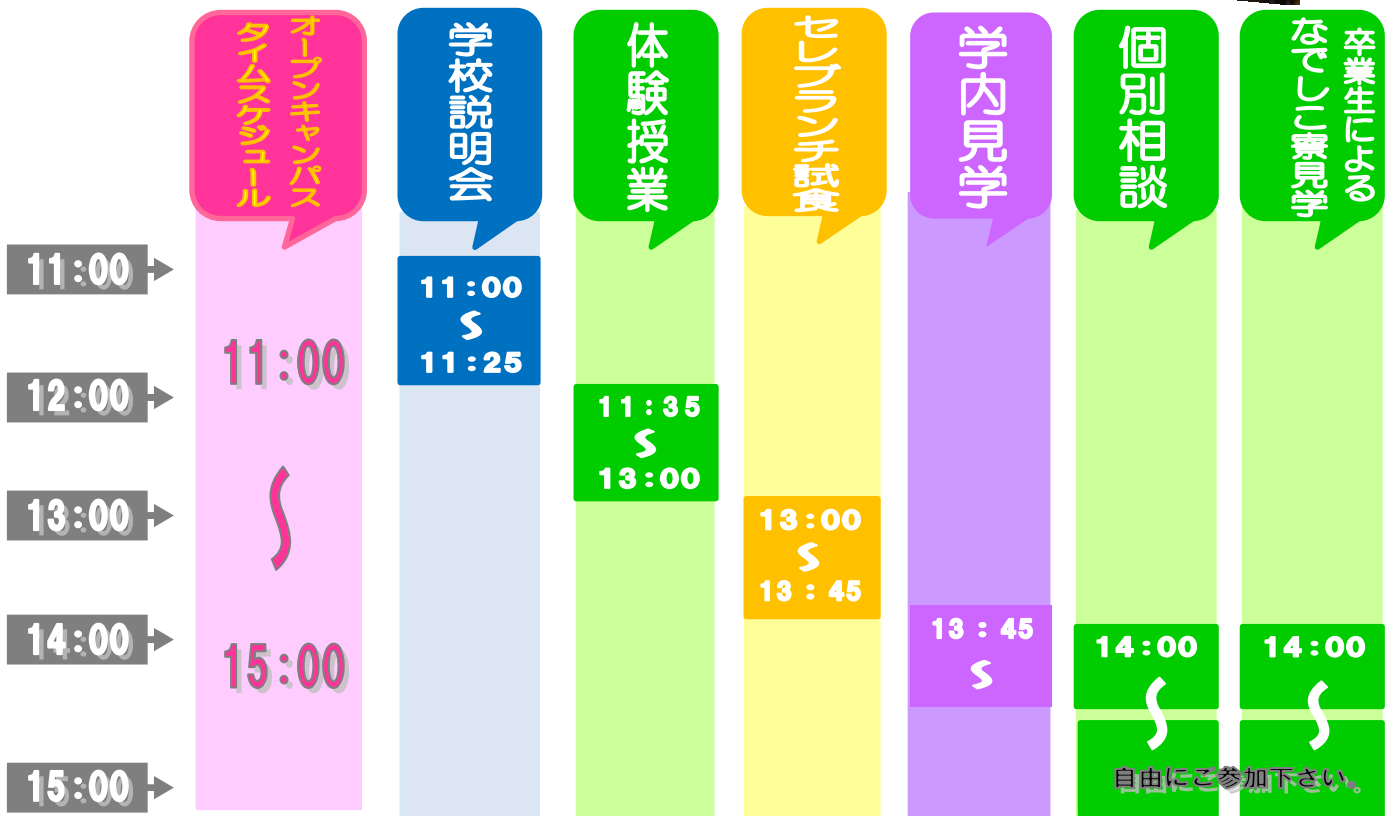 オープンキャンパス
タイムスケジュール
学校説明会
体験授業
セレブランチ試食
学内見学
個別相談
卒業生による
なでしこ寮見学
11:00
12:00
13:00
14:00
15:00
11:00
〜
15:00
11:00
〜
11:25
11:35
〜
13:00
13:00
〜
13:45
13:45
〜
14:00
〜
14:00
〜
自由にご参加下さい。